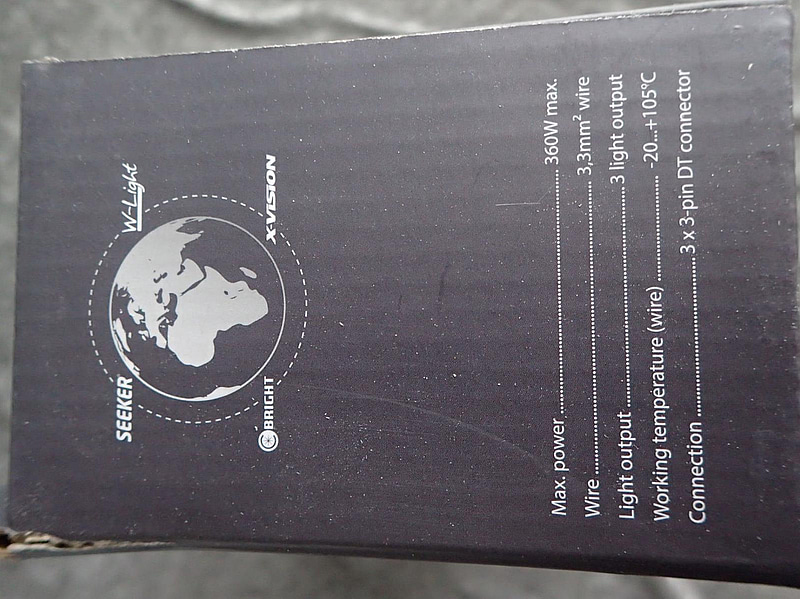 SEEKER
W-Light
BRIGHT
X-VISION
Max. power ........ 360W max.
Wire ........ 3,3mm² wire
Light output ........ 3 light output
Working temperature (wire) ........ -20...+105°C
Connection ........ 3 x 3-pin DT connector